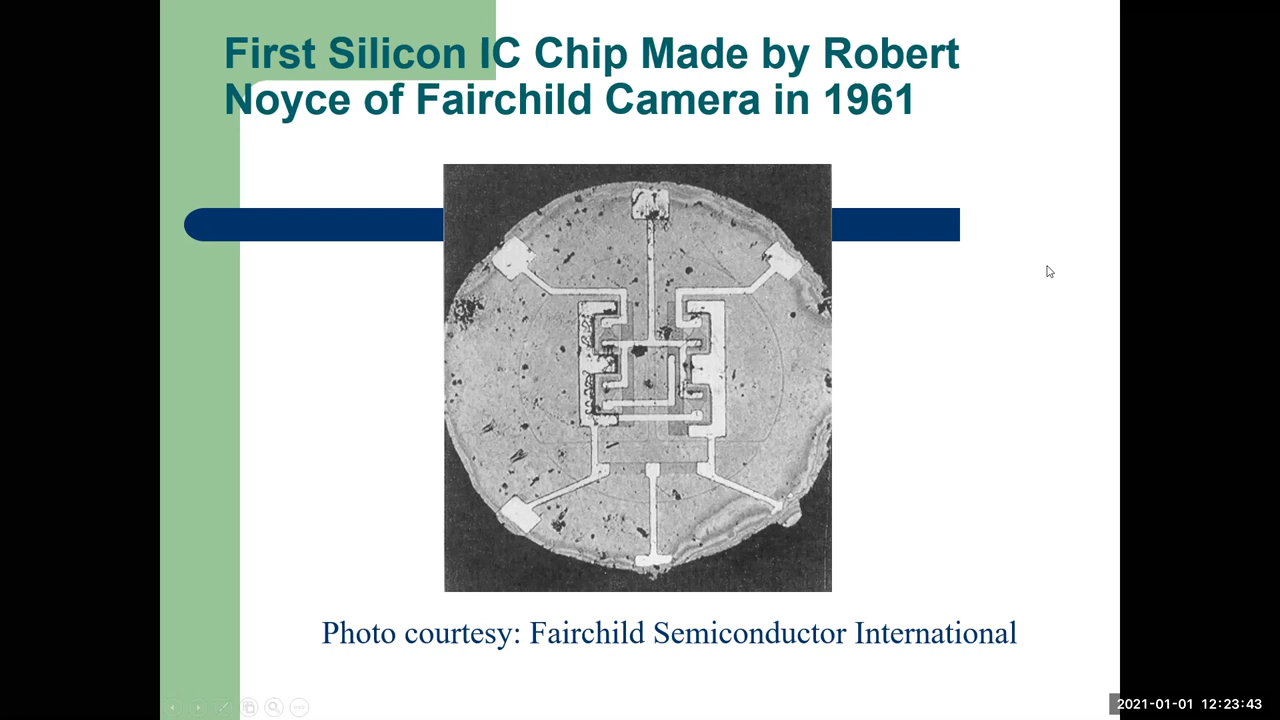 First Silicon IC Chip Made by Robert
Noyce of Fairchild Camera in 1961
Photo courtesy: Fairchild Semiconductor International
2021-01-01 12:23:43